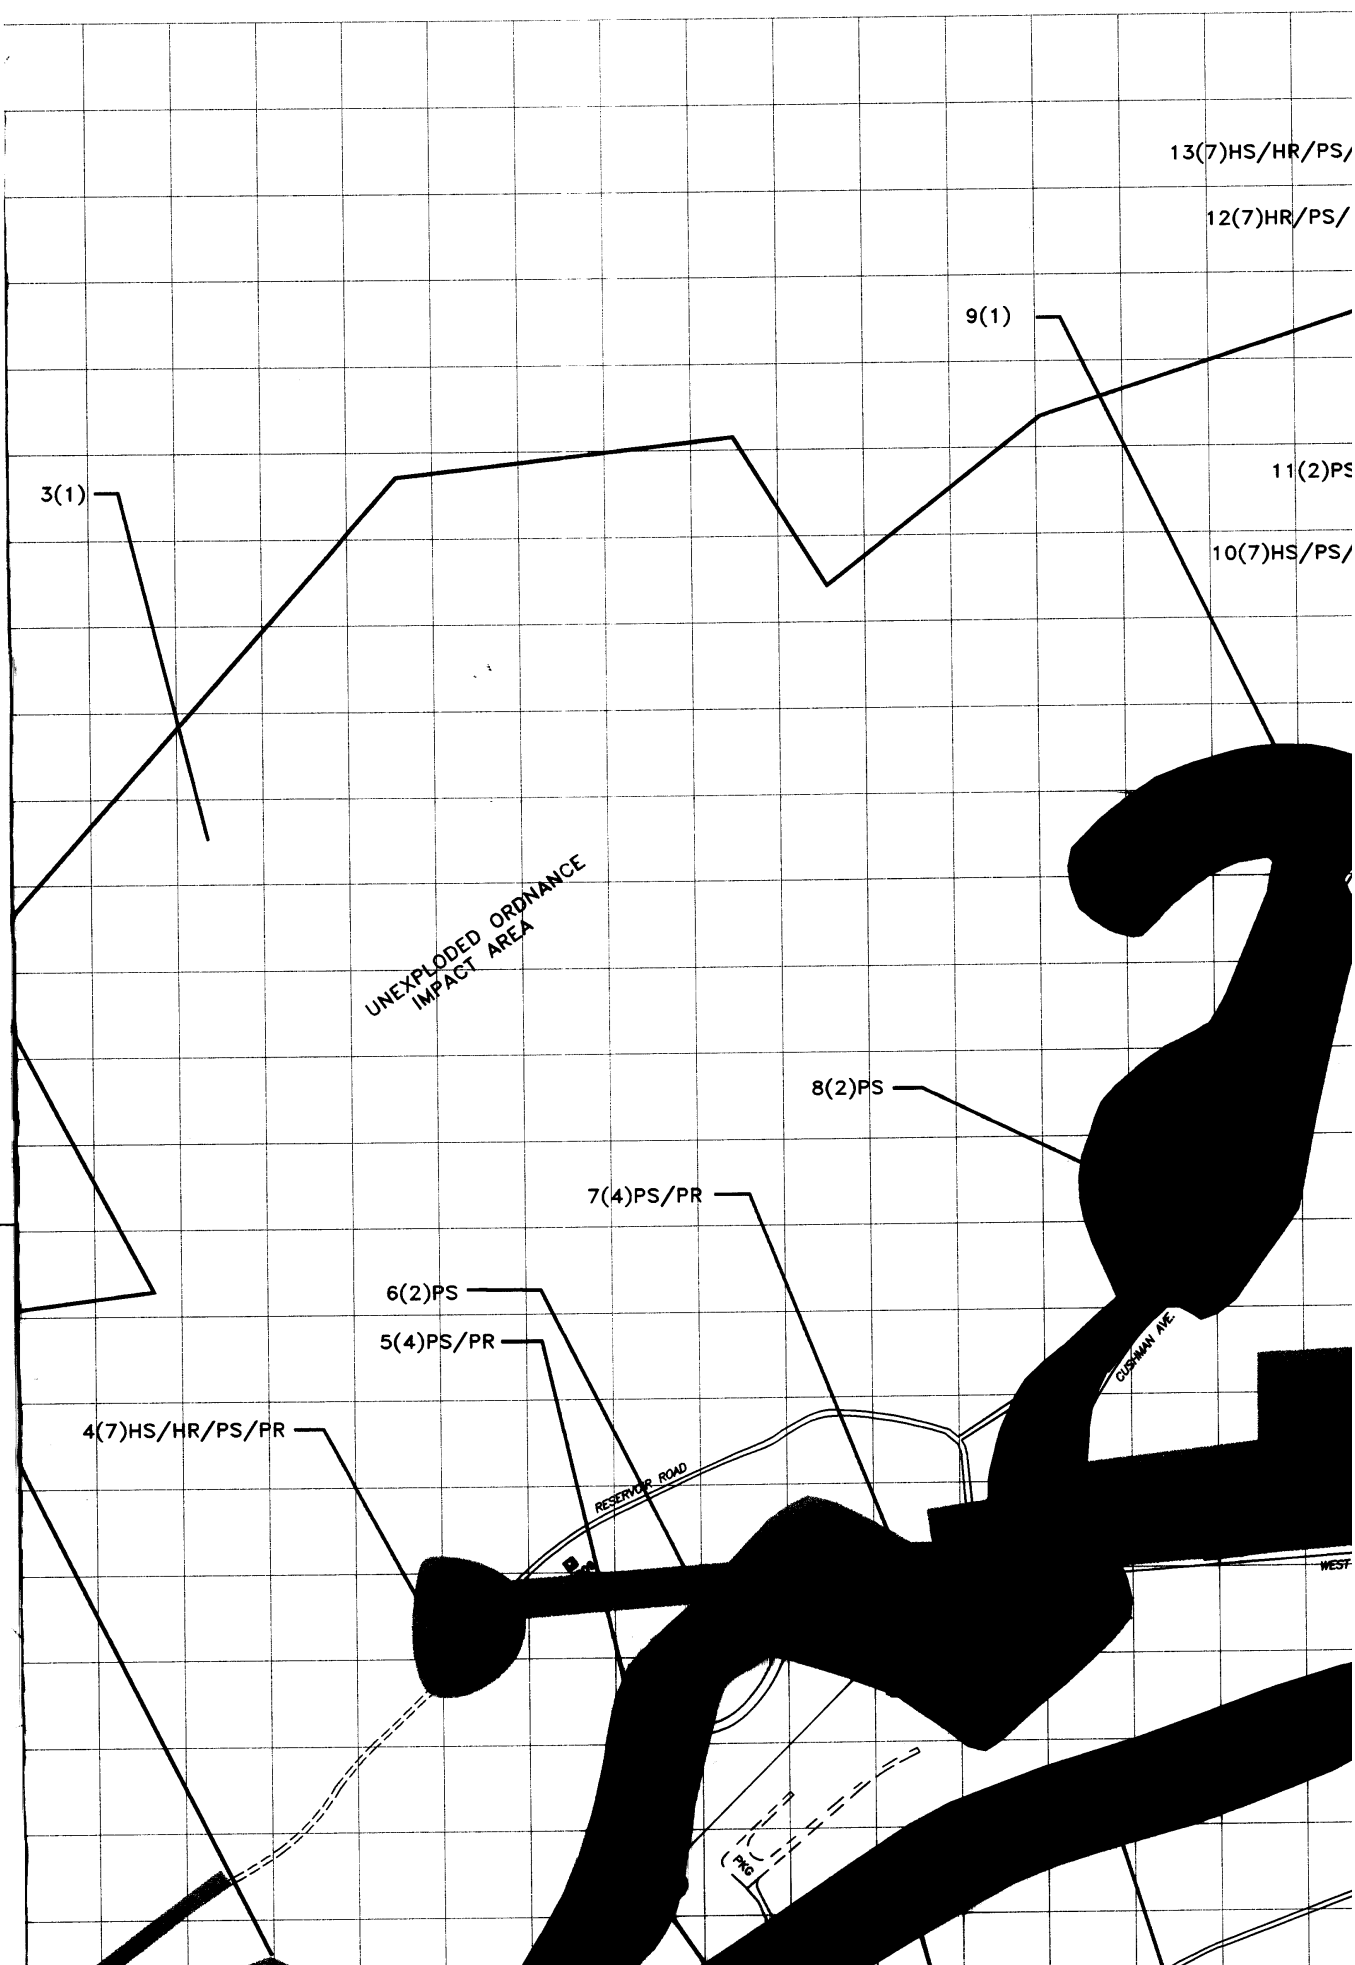 13(7)HS/HR/PS/
12(7)HR/PS/
9(1)
11(2)PS
3(1)
10(7)HS/PS/
UNEXPLODED ORDNANCE
IMPACT AREA
8(2)PS
7(4)PS/PR
6(2)PS
5(4)PS/PR
CUSHMAN AVE.
4(7)HS/HR/PS/PR
RESERVOIR ROAD
WEST
PKG